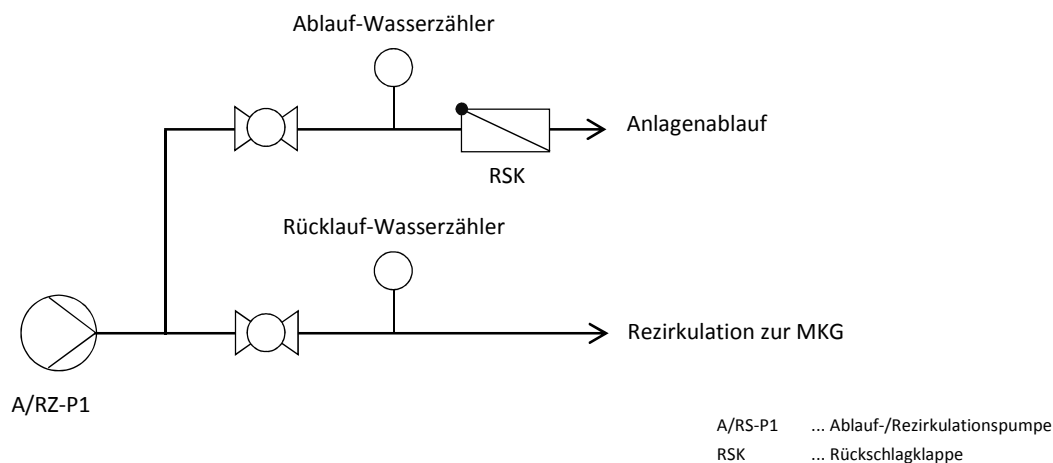 Ablauf-Wasserzähler
Anlagenablauf
RSK
Rücklauf-Wasserzähler
Rezirkulation zur MKG
A/RZ-P1
A/RS-P1 ... Ablauf-/Rezirkulationspumpe
RSK ... Rückschlagklappe